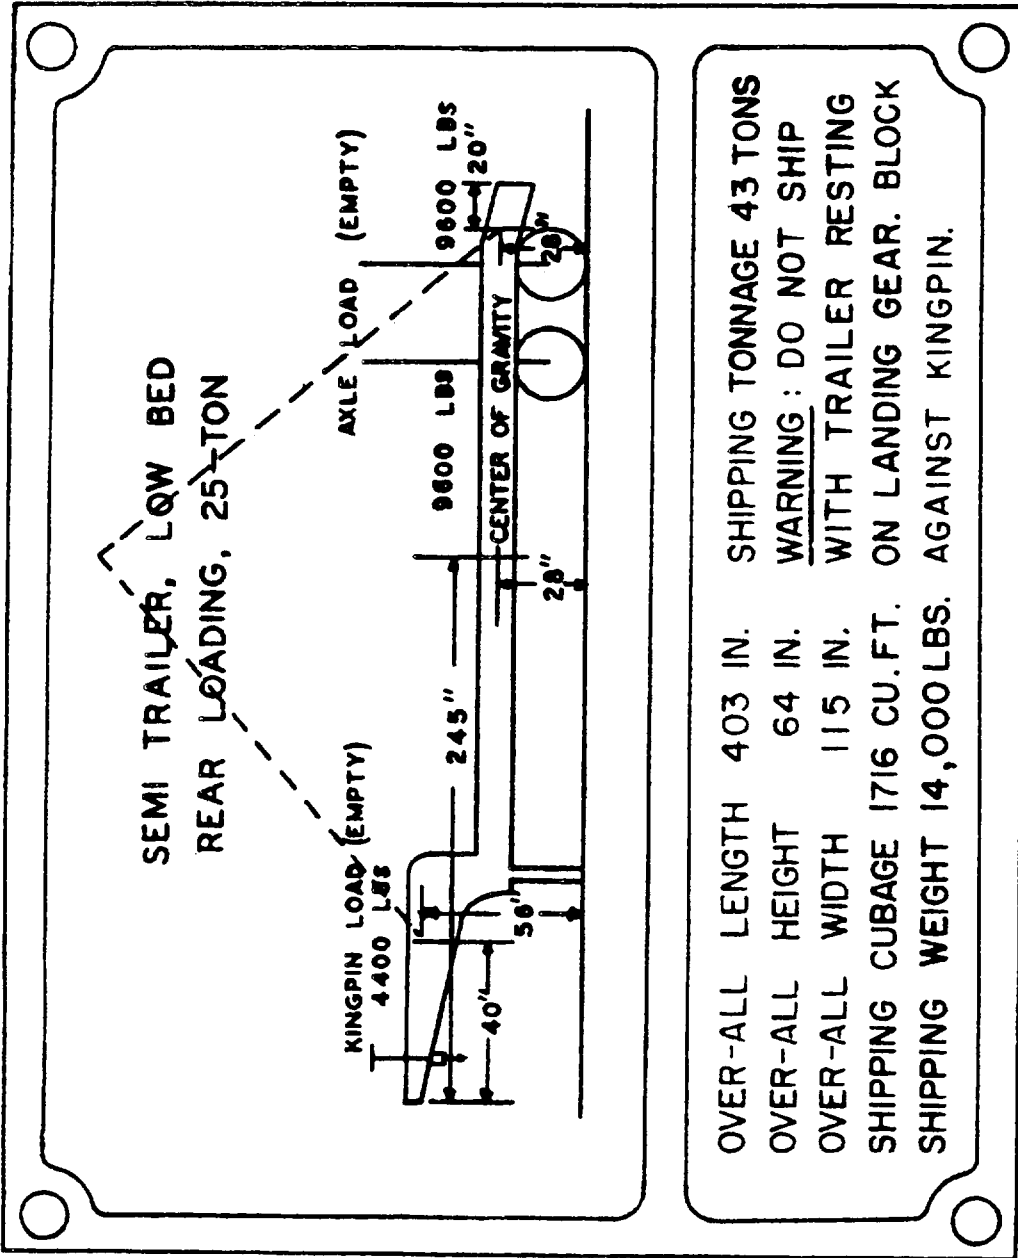 SEMI TRAILER, LOW BED
REAR LOADING, 25-TON
KINGPIN LOAD (EMPTY)
4400 LBS
AXLE LOAD (EMPTY)
9600 LBS
9600 LBS
20"
245"
CENTER OF GRAVITY
40"
56"
28"
28"
OVER-ALL LENGTH 403 IN.
OVER-ALL HEIGHT 64 IN.
OVER-ALL WIDTH 115 IN.
SHIPPING CUBAGE 1716 CU. FT.
SHIPPING WEIGHT 14,000 LBS.
SHIPPING TONNAGE 43 TONS
WARNING : DO NOT SHIP
WITH TRAILER RESTING
ON LANDING GEAR. BLOCK
AGAINST KINGPIN.